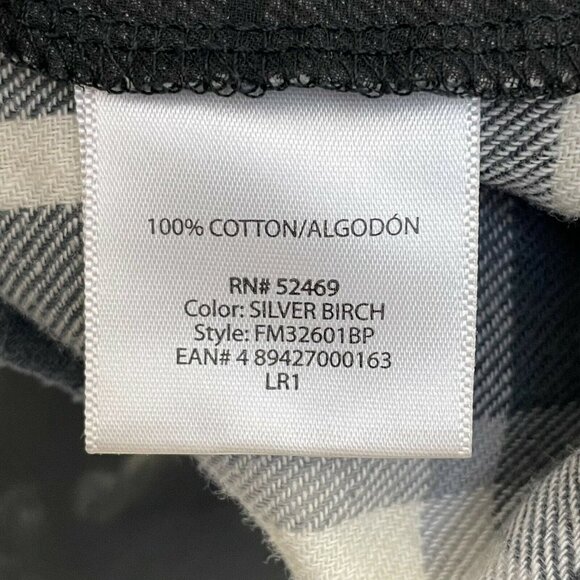 100% COTTON/ALGODÓN
RN# 52469
Color: SILVER BIRCH
Style: FM32601BP
EAN# 4 89427000163
LR1